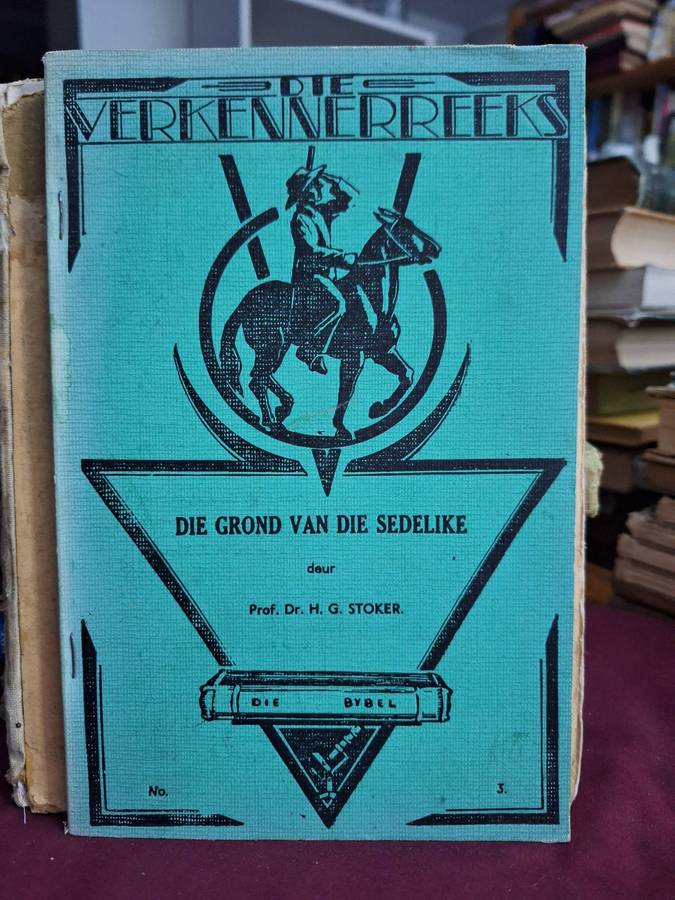 DIE
VERKENNERREEKS
DIE GROND VAN DIE SEDELIKE
deur
Prof. Dr. H. G. STOKER.
DIE BYBEL
No. 3.